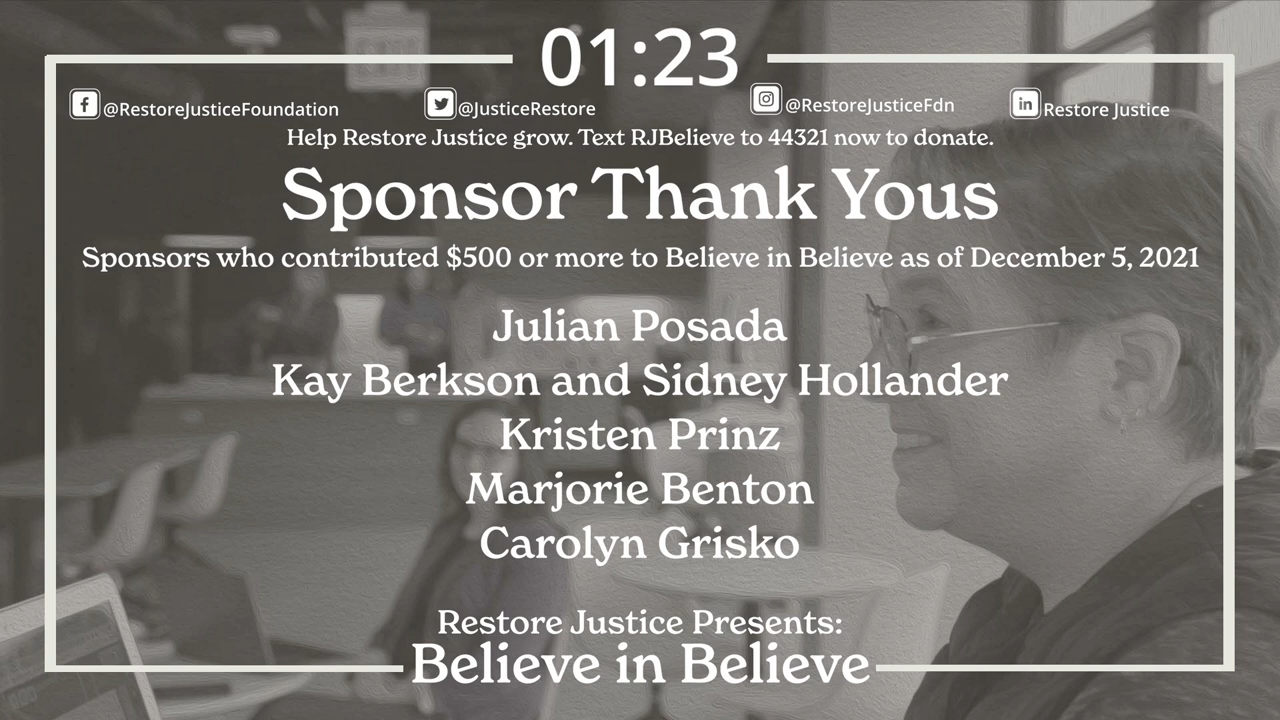 01:23
@RestoreJusticeFoundation @JusticeRestore @RestoreJusticeFdn Restore Justice
Help Restore Justice grow. Text RJBelieve to 44321 now to donate.
Sponsor Thank Yous
Sponsors who contributed $500 or more to Believe in Believe as of December 5, 2021
Julian Posada
Kay Berkson and Sidney Hollander
Kristen Prinz
Marjorie Benton
Carolyn Grisko
Restore Justice Presents:
Believe in Believe